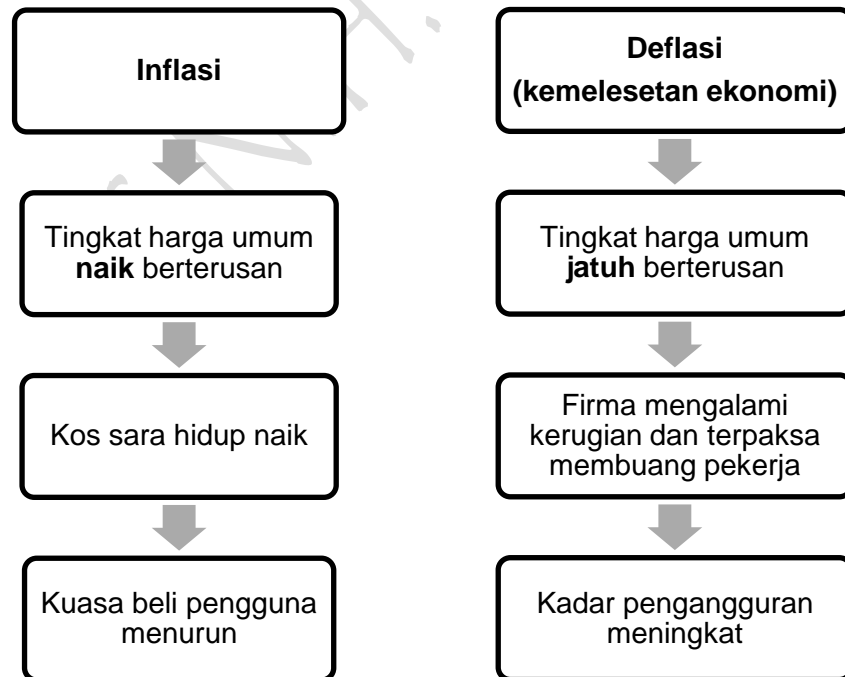 Inflasi
Tingkat harga umum
naik berterusan
Kos sara hidup naik
Kuasa beli pengguna
menurun
Deflasi
(kemelesetan ekonomi)
Tingkat harga umum
jatuh berterusan
Firma mengalami
kerugian dan terpaksa
membuang pekerja
Kadar pengangguran
meningkat